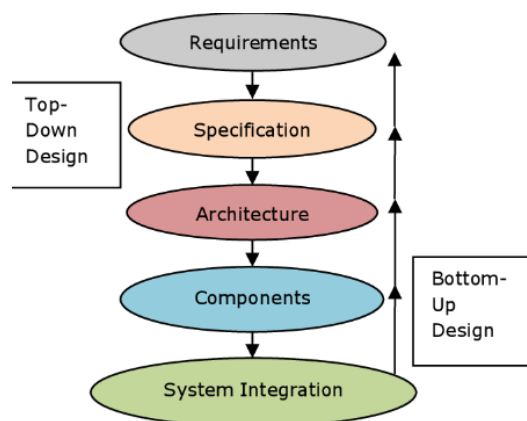 Requirements
Top-
Down
Design
Specification
Architecture
Components
Bottom-
Up
Design
System Integration